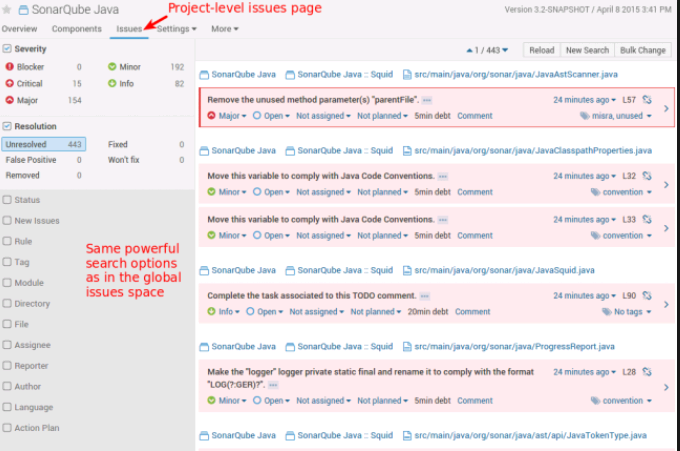 SonarQube Java
Project-level issues page
Version 3.2-SNAPSHOT / April 8 2015 3:41 PM
Overview Components Issues Settings More
1 / 443 Reload New Search Bulk Change
Severity
Blocker 0 Minor 192
Critical 15 Info 82
Major 154
Resolution
Unresolved 443 Fixed 0
False Positive 0 Won't fix 0
Removed 0
Status
New Issues
Rule
Tag
Module
Directory
File
Assignee
Reporter
Author
Language
Action Plan
Same powerful
search options
as in the global
issues space
SonarQube Java SonarQube Java :: Squid src/main/java/org/sonar/java/JavaAstScanner.java
Remove the unused method parameter(s) "parentFile". 24 minutes ago L57
Major Open Not assigned Not planned 5min debt Comment misra, unused
SonarQube Java SonarQube Java :: Squid src/main/java/org/sonar/java/JavaClasspathProperties.java
Move this variable to comply with Java Code Conventions. 24 minutes ago L32
Minor Open Not assigned Not planned 5min debt Comment convention
Move this variable to comply with Java Code Conventions. 24 minutes ago L33
Minor Open Not assigned Not planned 5min debt Comment convention
SonarQube Java SonarQube Java :: Squid src/main/java/org/sonar/java/JavaSquid.java
Complete the task associated to this TODO comment. 24 minutes ago L90
Info Open Not assigned Not planned 20min debt Comment No tags
SonarQube Java SonarQube Java :: Squid src/main/java/org/sonar/java/ProgressReport.java
Make the "logger" logger private static final and rename it to comply with the format 24 minutes ago L28
"LOG(?:GER)?".
Minor Open Not assigned Not planned 5min debt Comment convention
SonarQube Java SonarQube Java :: Squid src/main/java/org/sonar/java/ast/api/JavaTokenType.java